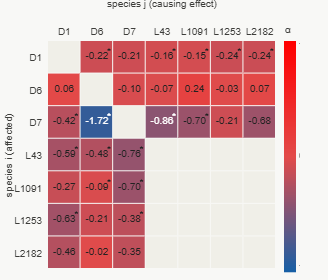 species j (causing effect)
D1 D6 D7 L43 L1091 L1253 L2182 α
D1 -0.22* -0.21 -0.16* -0.15* -0.24* -0.24*
D6 0.06 -0.10 -0.07 0.24 -0.03 0.07
D7 -0.42* -1.72* -0.86* -0.70* -0.21 -0.68
L43 -0.59* -0.48* -0.76*
L1091 -0.27 -0.09* -0.70*
L1253 -0.63* -0.21 -0.38*
L2182 -0.46 -0.02 -0.35
species i (affected)